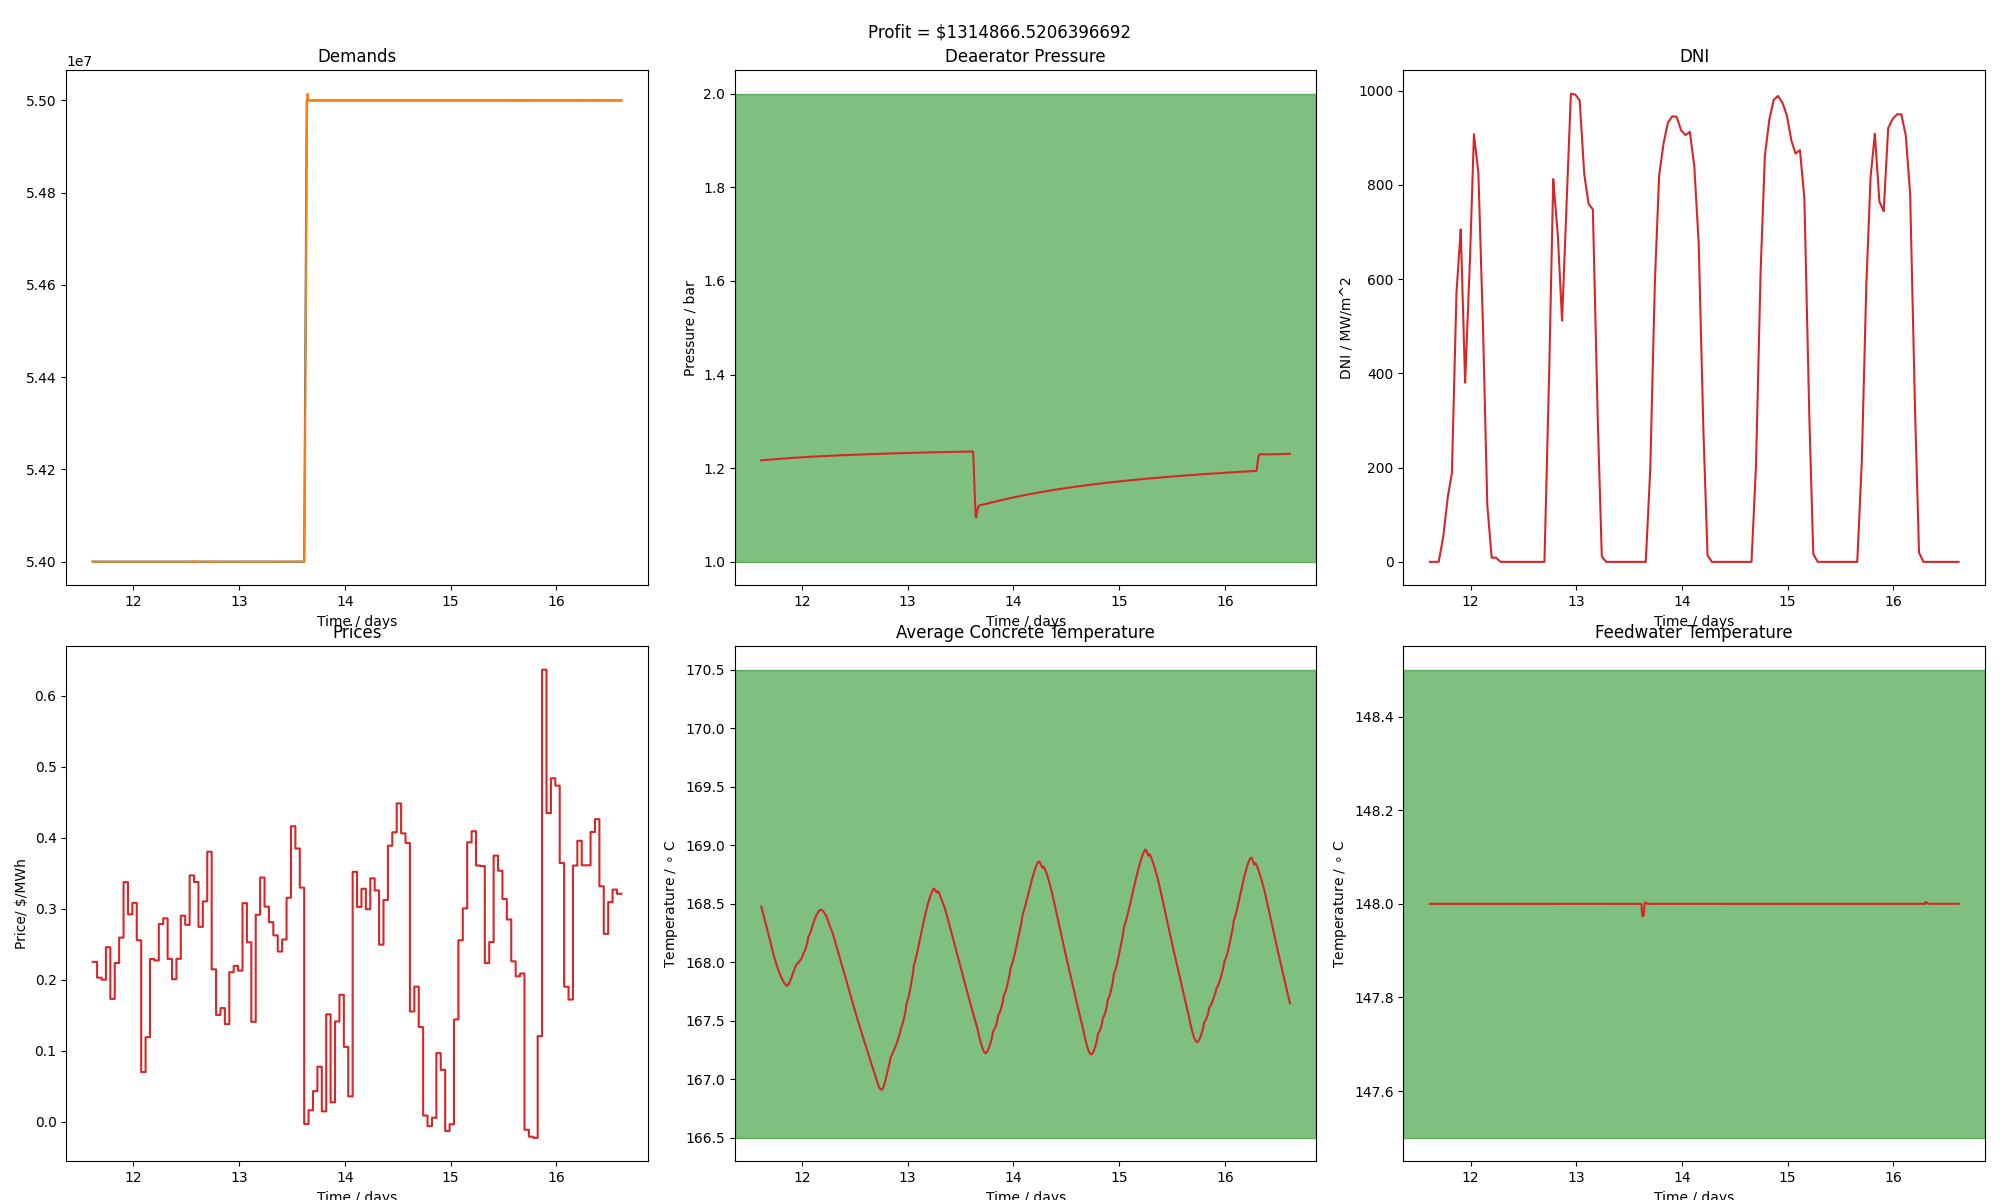 Profit = $1314866.5206396692
Demands
1e7
5.50
5.48
5.46
5.44
5.42
5.40
12 13 14 15 16
Time / days
Deaerator Pressure
Pressure / bar
2.0
1.8
1.6
1.4
1.2
1.0
12 13 14 15 16
Time / days
DNI
DNI / MW/m^2
1000
800
600
400
200
0
12 13 14 15 16
Time / days
Prices
Price/ $/MWh
0.6
0.5
0.4
0.3
0.2
0.1
0.0
12 13 14 15 16
Time / days
Average Concrete Temperature
Temperature / ∘ C
170.5
170.0
169.5
169.0
168.5
168.0
167.5
167.0
166.5
12 13 14 15 16
Time / days
Feedwater Temperature
Temperature / ∘ C
148.4
148.2
148.0
147.8
147.6
12 13 14 15 16
Time / days